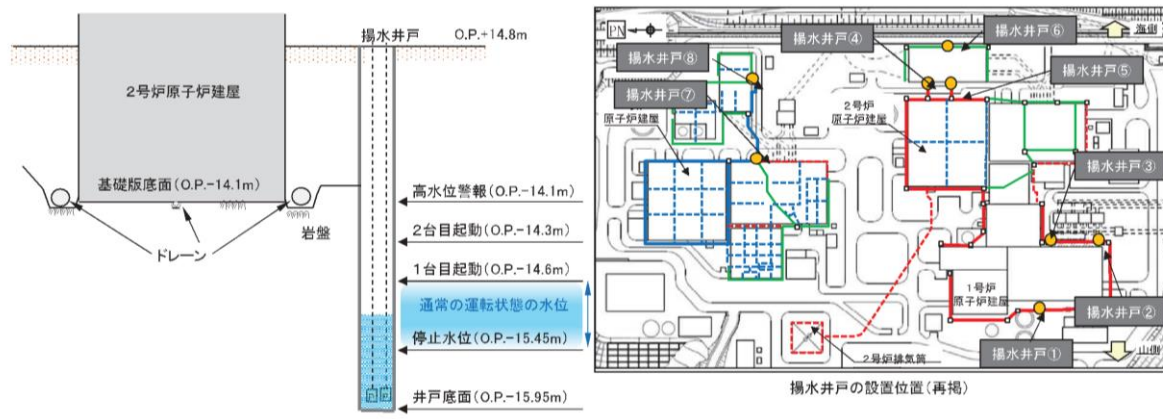 揚水井戸
O.P.+14.8m
2号炉原子炉建屋
基礎版底面(O.P.-14.1m)
岩盤
ドレーン
高水位警報(O.P.-14.1m)
2台目起動(O.P.-14.3m)
1台目起動(O.P.-14.6m)
通常の運転状態の水位
停止水位(O.P.-15.45m)
井戸底面(O.P.-15.95m)
PN
海側
揚水井戸④
揚水井戸⑥
揚水井戸⑧
揚水井戸⑤
揚水井戸⑦
2号炉
原子炉建屋
原子炉建屋
揚水井戸③
1号炉
原子炉建屋
揚水井戸②
2号炉排気筒
揚水井戸①
山側
揚水井戸の設置位置(再掲)